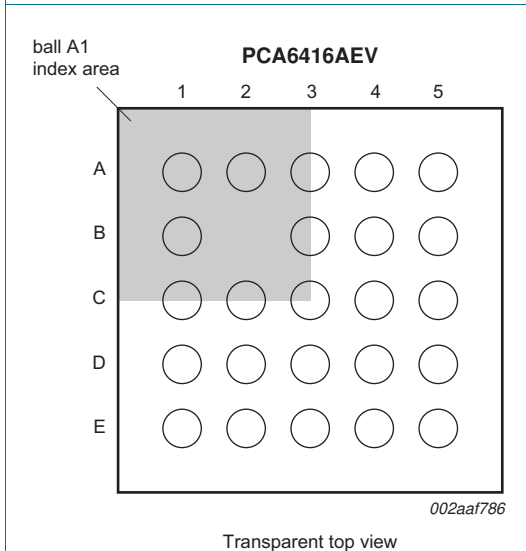 ball A1
index area
PCA6416AEV
1 2 3 4 5
A
B
C
D
E
002aaf786
Transparent top view